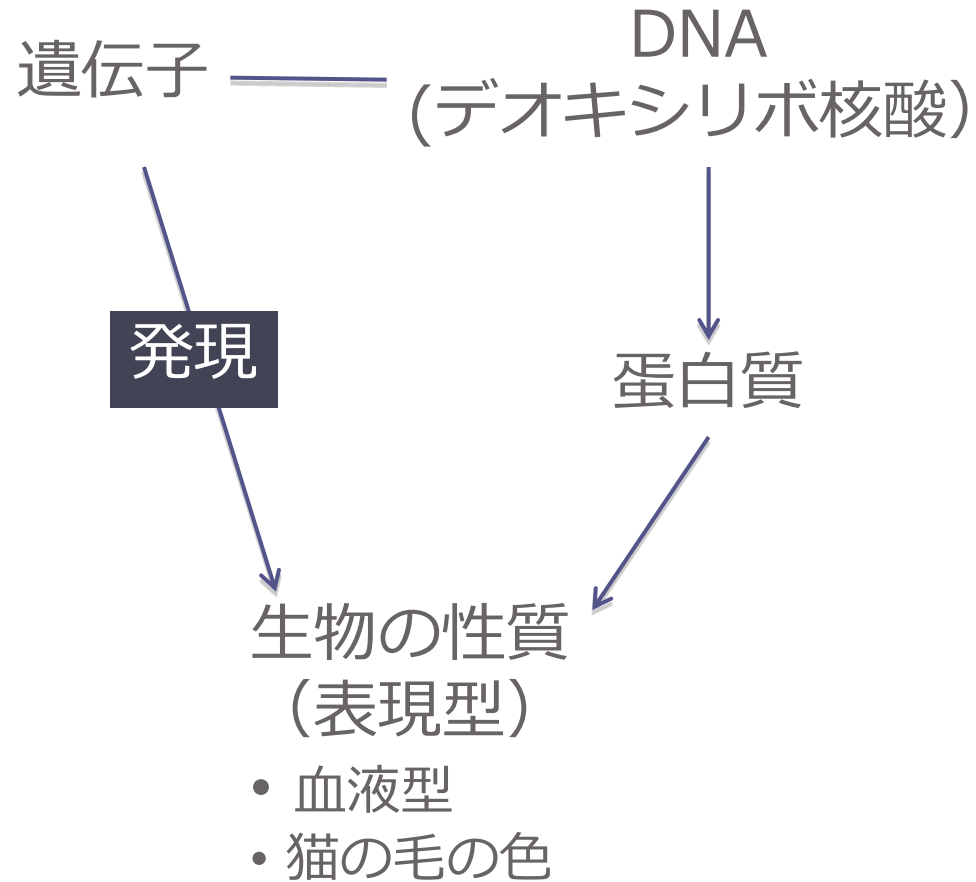 遺伝子
DNA
(デオキシリボ核酸)
発現
蛋白質
生物の性質
(表現型)
• 血液型
• 猫の毛の色